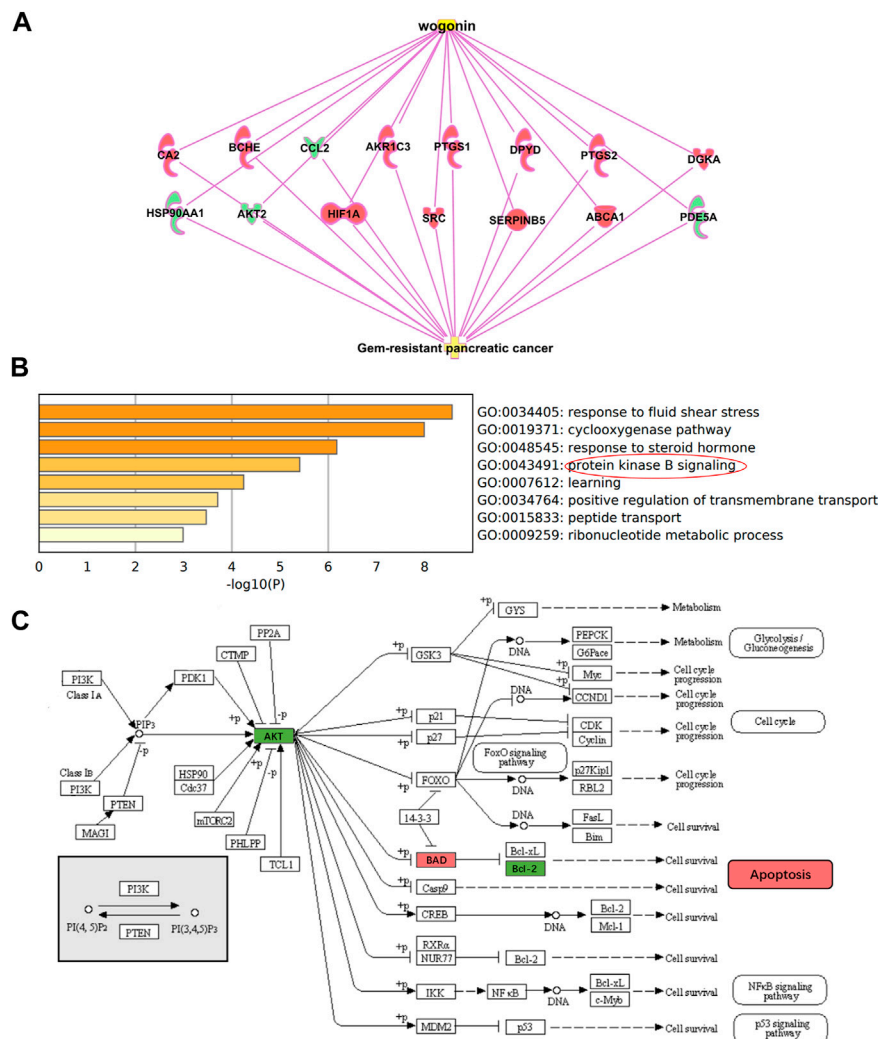 A
wogonin
CA2
BCHE
CCL2
AKR1C3
PTGS1
DPYD
PTGS2
DGKA
HSP90AA1
AKT2
HIF1A
SRC
SERPINB5
ABCA1
PDE5A
Gem-resistant pancreatic cancer
B
GO:0034405: response to fluid shear stress
GO:0019371: cyclooxygenase pathway
GO:0048545: response to steroid hormone
GO:0043491: protein kinase B signaling
GO:0007612: learning
GO:0034764: positive regulation of transmembrane transport
GO:0015833: peptide transport
GO:0009259: ribonucleotide metabolic process
0 1 2 3 4 5 6 7 8
-log10(P)
C
PI3K
Class IA
PIP3
Class IB
PI3K
PTEN
MAGI
-p
PDK1
CTMP
PP2A
+p
-p
AKT
HSP90
Cdc37
+p
-p
mTORC2
PHLPP
TCL1
PI3K
PI(4, 5)P2
PI(3,4,5)P3
PTEN
+p
GSK3
+p
GYS
Metabolism
DNA
PEPCK
G6Pace
Metabolism
Glycolysis /
Gluconeogenesis
+p
Myc
Cell cycle
progression
+p
DNA
CCND1
Cell cycle
progression
+p
p21
+p
p27
CDK
Cyclin
Cell cycle
progression
Cell cycle
FoxO signaling
pathway
+p
FOXO
DNA
p27Kip1
RBL2
Cell cycle
progression
14-3-3
DNA
FasL
Bim
Cell survival
+p
BAD
Bcl-xL
Bcl-2
Cell survival
Apoptosis
+p
Casp9
Cell survival
+p
CREB
DNA
Bcl-2
Mcl-1
Cell survival
+p
RXRα
NUR77
Bcl-2
Cell survival
+p
IKK
NFκB
DNA
Bcl-xL
c-Myb
Cell survival
NFκB signaling
pathway
+p
MDM2
p53
Cell survival
p53 signaling
pathway